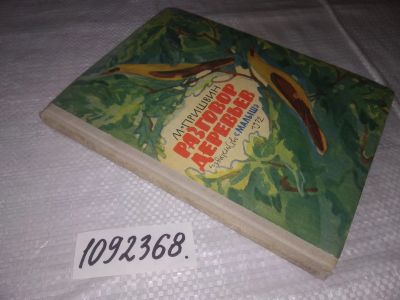 М. ПРИШВИН
РАЗГОВОР
ДЕРЕВЬЕВ
«МАЛЫШ»
1092368.